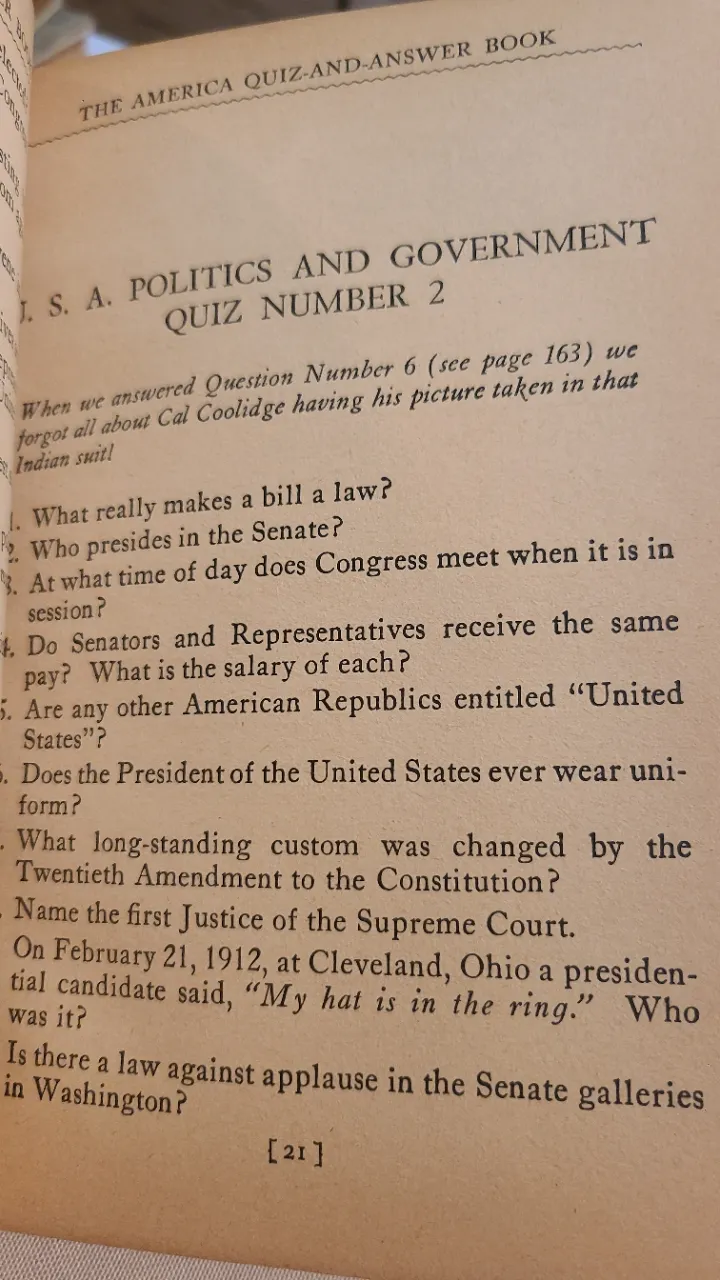 THE AMERICA QUIZ-AND-ANSWER BOOK
S. A. POLITICS AND GOVERNMENT
QUIZ NUMBER 2
When we answered Question Number 6 (see page 163) we
forgot all about Cal Coolidge having his picture taken in that
Indian suit!
1. What really makes a bill a law?
2. Who presides in the Senate?
3. At what time of day does Congress meet when it is in
session?
4. Do Senators and Representatives receive the same
pay? What is the salary of each?
5. Are any other American Republics entitled "United
States"?
. Does the President of the United States ever wear uni-
form?
. What long-standing custom was changed by the
Twentieth Amendment to the Constitution?
Name the first Justice of the Supreme Court.
On February 21, 1912, at Cleveland, Ohio a presiden-
tial candidate said, "My hat is in the ring." Who
was it?
Is there a law against applause in the Senate galleries
in Washington?
[21]